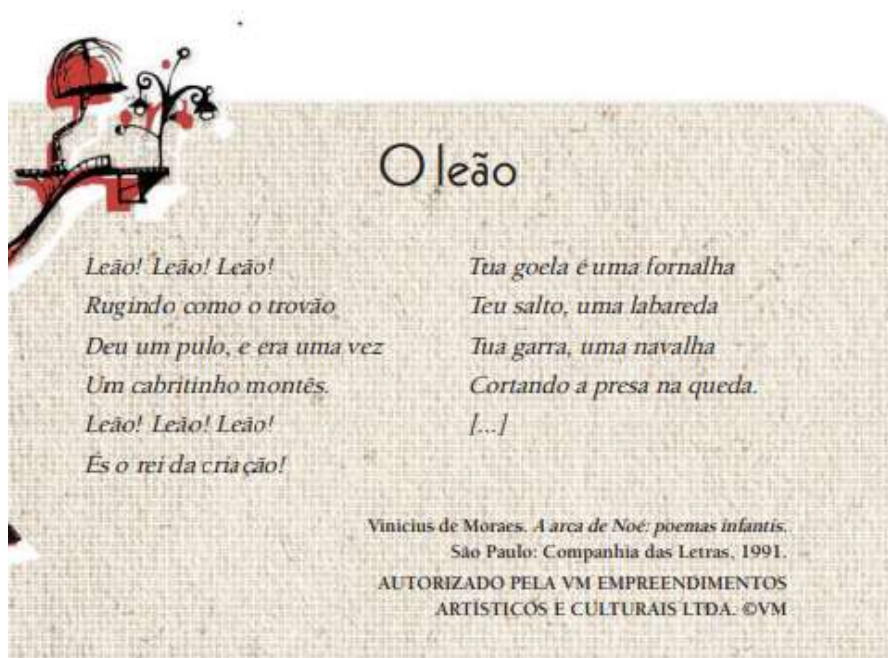 O leão
Leão! Leão! Leão!
Rugindo como o trovão
Deu um pulo, e era uma vez
Um cabritinho montês.
Leão! Leão! Leão!
És o rei da criação!
Tua goela é uma fornalha
Teu salto, uma labareda
Tua garra, uma navalha
Cortando a presa na queda.
[...]
Vinicius de Moraes. A arca de Noé: poemas infantis.
São Paulo: Companhia das Letras, 1991.
AUTORIZADO PELA VM EMPREENDIMENTOS
ARTÍSTICOS E CULTURAIS LTDA. ©VM